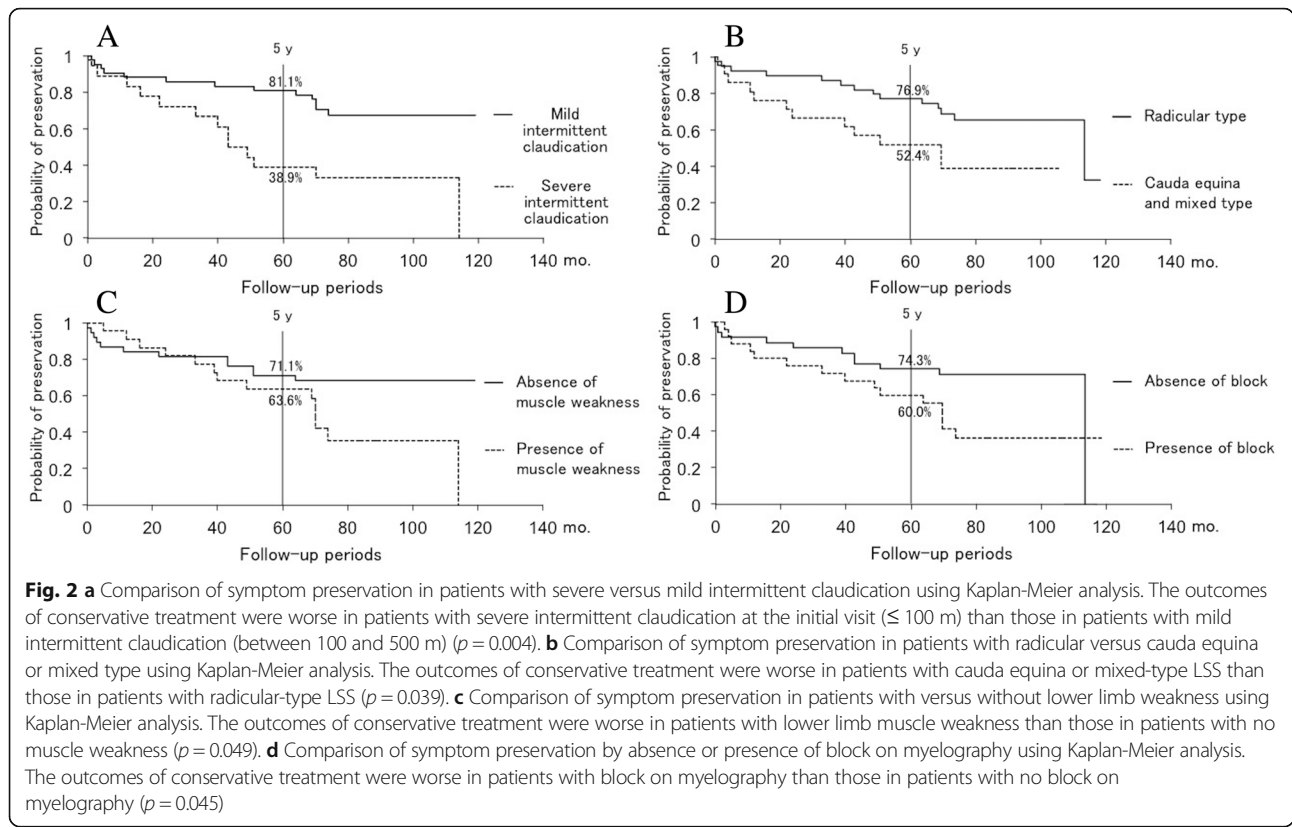 A
5 y
Probability of preservation
1
0.8
0.6
0.4
0.2
0
81.1%
38.9%
Mild
intermittent
claudication
Severe
intermittent
claudication
0 20 40 60 80 100 120 140 mo.
Follow-up periods
B
5 y
Probability of preservation
1
0.8
0.6
0.4
0.2
0
76.9%
52.4%
Radicular type
Cauda equina
and mixed type
0 20 40 60 80 100 120 140 mo.
Follow-up periods
C
5 y
Probability of preservation
1
0.8
0.6
0.4
0.2
0
71.1%
63.6%
Absence of
muscle weakness
Presence of
muscle weakness
0 20 40 60 80 100 120 140 mo.
Follow-up periods
D
5 y
Probability of preservation
1
0.8
0.6
0.4
0.2
0
74.3%
60.0%
Absence of block
Presence of block
0 20 40 60 80 100 120 140 mo.
Follow-up periods
Fig. 2 a Comparison of symptom preservation in patients with severe versus mild intermittent claudication using Kaplan-Meier analysis. The outcomes
of conservative treatment were worse in patients with severe intermittent claudication at the initial visit (≤ 100 m) than those in patients with mild
intermittent claudication (between 100 and 500 m) (p = 0.004). b Comparison of symptom preservation in patients with radicular versus cauda equina
or mixed type using Kaplan-Meier analysis. The outcomes of conservative treatment were worse in patients with cauda equina or mixed-type LSS than
those in patients with radicular-type LSS (p = 0.039). c Comparison of symptom preservation in patients with versus without lower limb weakness using
Kaplan-Meier analysis. The outcomes of conservative treatment were worse in patients with lower limb muscle weakness than those in patients with no
muscle weakness (p = 0.049). d Comparison of symptom preservation by absence or presence of block on myelography using Kaplan-Meier analysis.
The outcomes of conservative treatment were worse in patients with block on myelography than those in patients with no block on
myelography (p = 0.045)